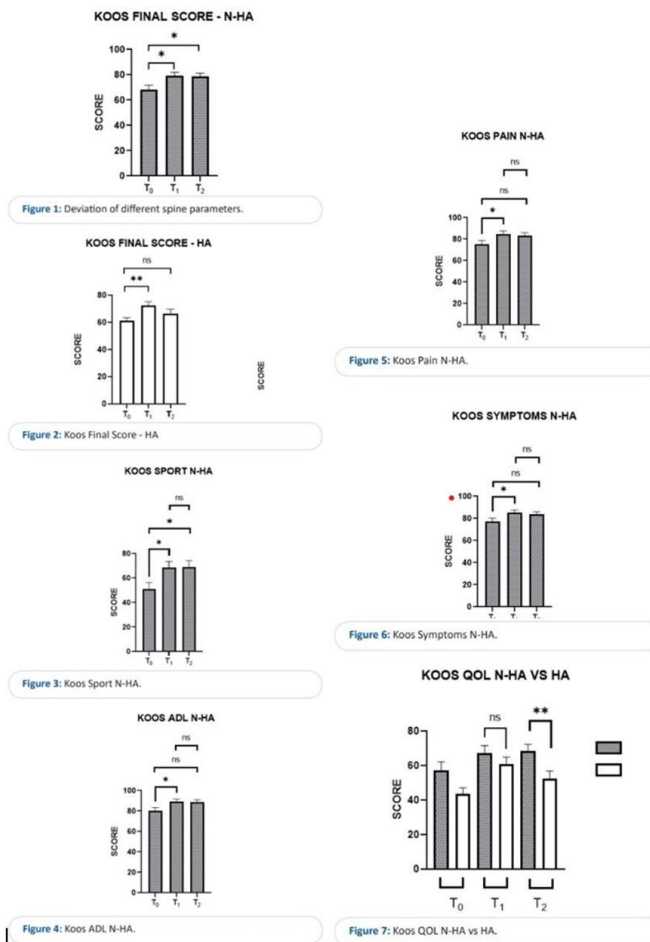 KOOS FINAL SCORE - N-HA
*
*
100
80
60
40
20
0
SCORE
T0 T1 T2
Figure 1: Deviation of different spine parameters.
KOOS FINAL SCORE - HA
ns
**
80
60
40
20
0
SCORE
SCORE
T0 T1 T2
Figure 2: Koos Final Score - HA
KOOS SPORT N-HA
ns
*
*
80
60
40
20
0
SCORE
T0 T1 T2
Figure 3: Koos Sport N-HA.
KOOS ADL N-HA
ns
ns
*
100
80
60
40
20
0
SCORE
T0 T1 T2
Figure 4: Koos ADL N-HA.
KOOS PAIN N-HA
ns
ns
*
100
80
60
40
20
0
SCORE
T0 T1 T2
Figure 5: Koos Pain N-HA.
KOOS SYMPTOMS N-HA
ns
ns
*
100
80
60
40
20
0
SCORE
Figure 6: Koos Symptoms N-HA.
KOOS QOL N-HA VS HA
ns
**
80
60
40
20
0
SCORE
T0 T1 T2
Figure 7: Koos QOL N-HA vs HA.